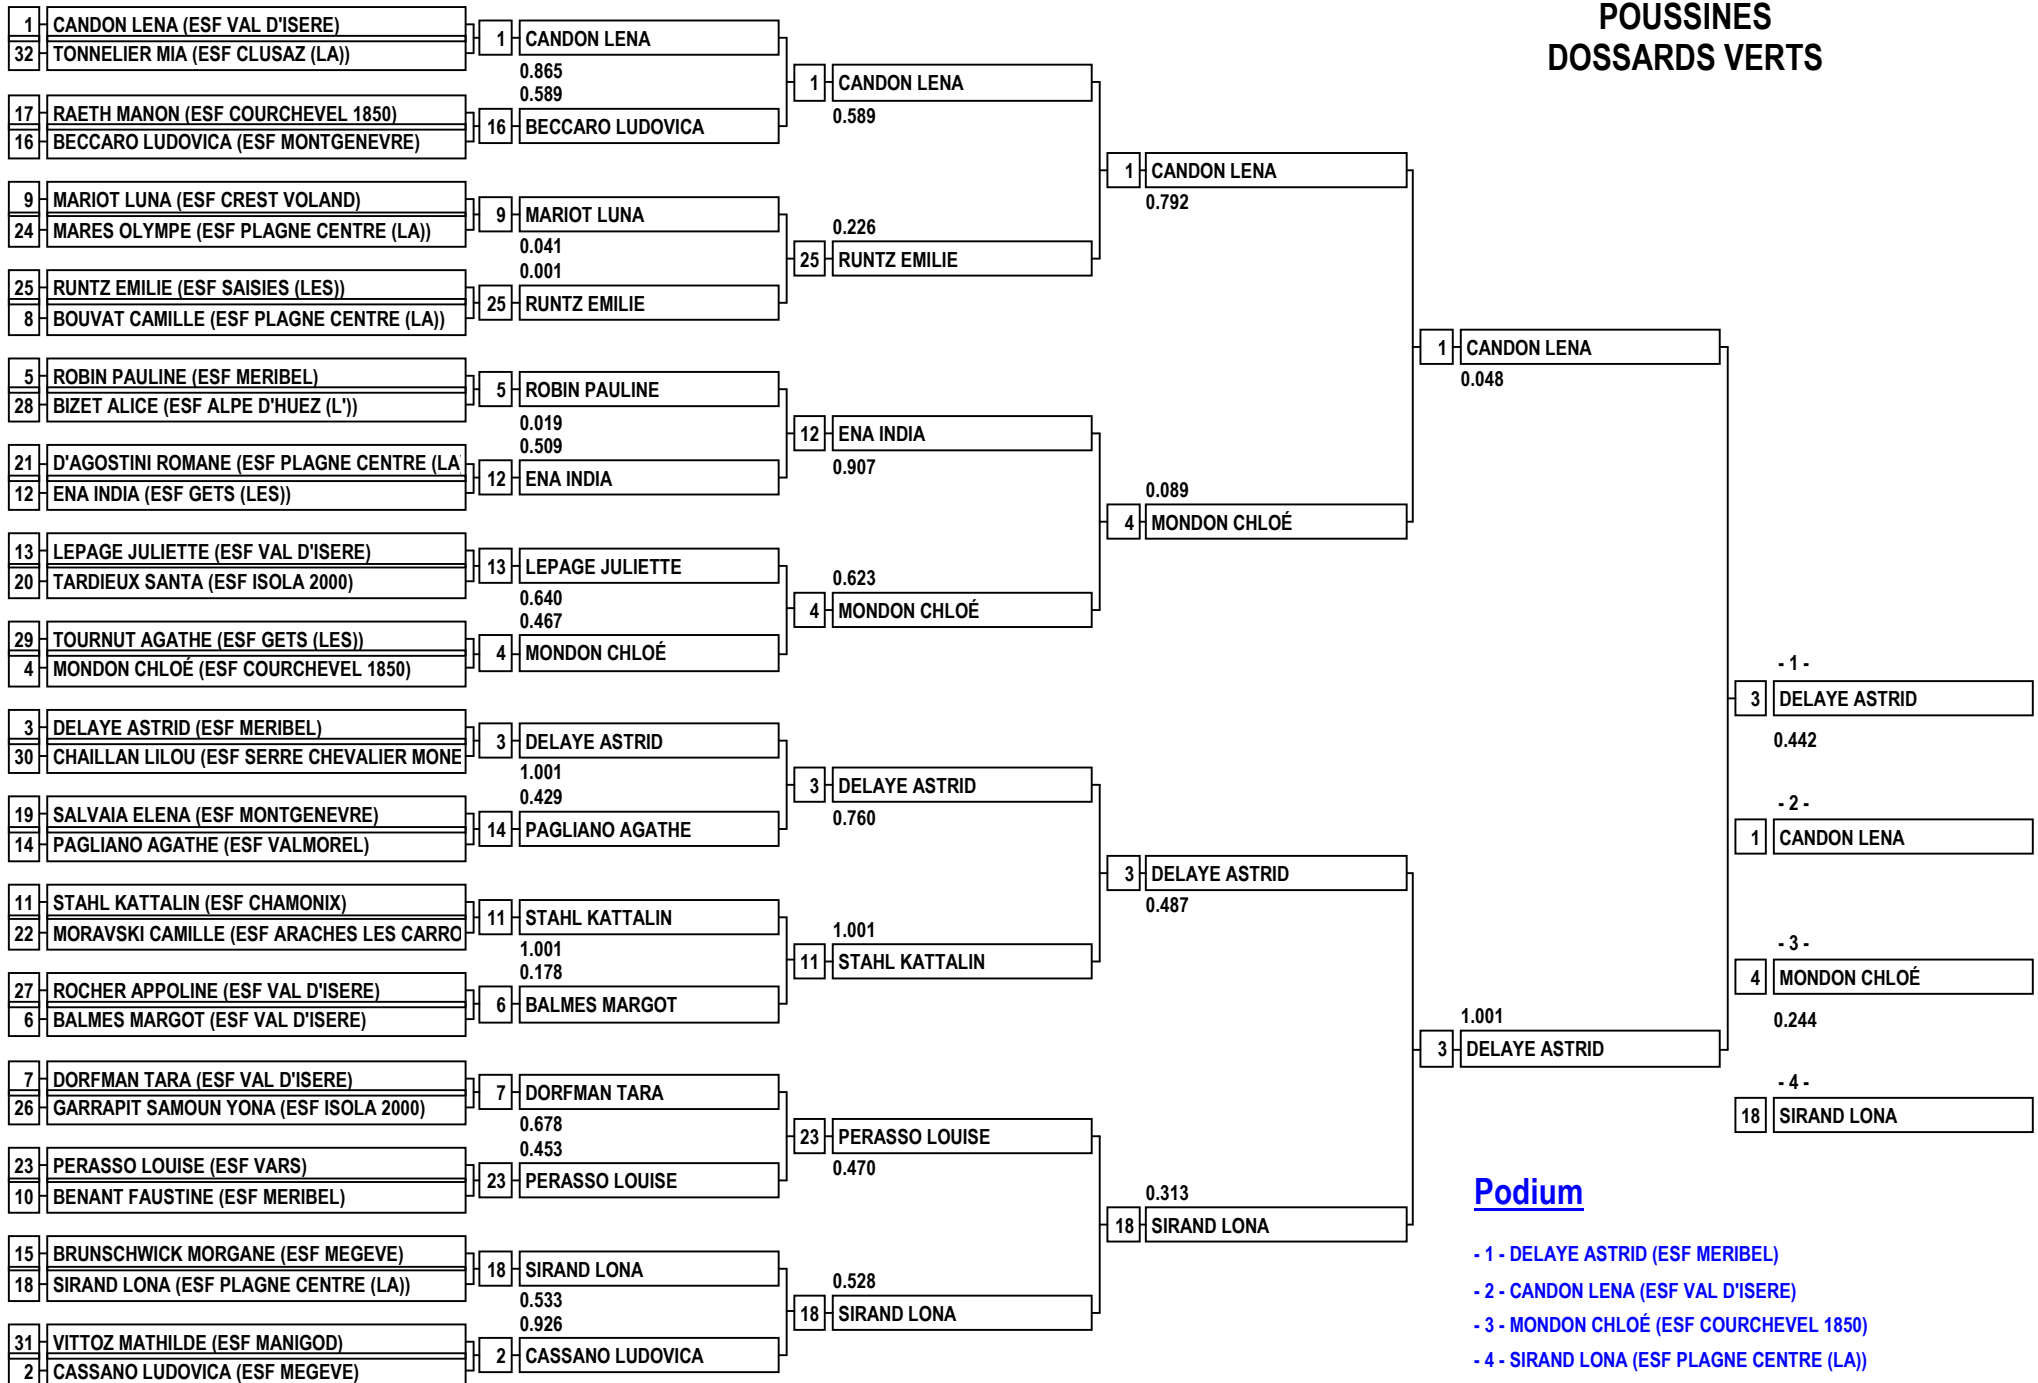 POUSSINES
DOSSARDS VERTS
1 CANDON LENA (ESF VAL D'ISERE)
32 TONNELIER MIA (ESF CLUSAZ (LA))
17 RAETH MANON (ESF COURCHEVEL 1850)
16 BECCARO LUDOVICA (ESF MONTGENEVRE)
9 MARIOT LUNA (ESF CREST VOLAND)
24 MARES OLYMPE (ESF PLAGNE CENTRE (LA))
25 RUNTZ EMILIE (ESF SAISIES (LES))
8 BOUVAT CAMILLE (ESF PLAGNE CENTRE (LA))
5 ROBIN PAULINE (ESF MERIBEL)
28 BIZET ALICE (ESF ALPE D'HUEZ (L'))
21 D'AGOSTINI ROMANE (ESF PLAGNE CENTRE (LA
12 ENA INDIA (ESF GETS (LES))
13 LEPAGE JULIETTE (ESF VAL D'ISERE)
20 TARDIEUX SANTA (ESF ISOLA 2000)
29 TOURNUT AGATHE (ESF GETS (LES))
4 MONDON CHLOÉ (ESF COURCHEVEL 1850)
3 DELAYE ASTRID (ESF MERIBEL)
30 CHAILLAN LILOU (ESF SERRE CHEVALIER MONE
19 SALVAIA ELENA (ESF MONTGENEVRE)
14 PAGLIANO AGATHE (ESF VALMOREL)
11 STAHL KATTALIN (ESF CHAMONIX)
22 MORAVSKI CAMILLE (ESF ARACHES LES CARRO
27 ROCHER APPOLINE (ESF VAL D'ISERE)
6 BALMES MARGOT (ESF VAL D'ISERE)
7 DORFMAN TARA (ESF VAL D'ISERE)
26 GARRAPIT SAMOUN YONA (ESF ISOLA 2000)
23 PERASSO LOUISE (ESF VARS)
10 BENANT FAUSTINE (ESF MERIBEL)
15 BRUNSCHWICK MORGANE (ESF MEGEVE)
18 SIRAND LONA (ESF PLAGNE CENTRE (LA))
31 VITTOZ MATHILDE (ESF MANIGOD)
2 CASSANO LUDOVICA (ESF MEGEVE)
1 CANDON LENA
0.865
0.589
16 BECCARO LUDOVICA
9 MARIOT LUNA
0.041
0.001
25 RUNTZ EMILIE
5 ROBIN PAULINE
0.019
0.509
12 ENA INDIA
13 LEPAGE JULIETTE
0.640
0.467
4 MONDON CHLOÉ
3 DELAYE ASTRID
1.001
0.429
14 PAGLIANO AGATHE
11 STAHL KATTALIN
1.001
0.178
6 BALMES MARGOT
7 DORFMAN TARA
0.678
0.453
23 PERASSO LOUISE
18 SIRAND LONA
0.533
0.926
2 CASSANO LUDOVICA
1 CANDON LENA
0.589
0.226
25 RUNTZ EMILIE
12 ENA INDIA
0.907
0.623
4 MONDON CHLOÉ
3 DELAYE ASTRID
0.760
1.001
11 STAHL KATTALIN
23 PERASSO LOUISE
0.470
0.528
18 SIRAND LONA
1 CANDON LENA
0.792
0.089
4 MONDON CHLOÉ
3 DELAYE ASTRID
0.487
0.313
18 SIRAND LONA
1 CANDON LENA
0.048
1.001
3 DELAYE ASTRID
- 1 -
3 DELAYE ASTRID
0.442
- 2 -
1 CANDON LENA
- 3 -
4 MONDON CHLOÉ
0.244
- 4 -
18 SIRAND LONA
Podium
- 1 - DELAYE ASTRID (ESF MERIBEL)
- 2 - CANDON LENA (ESF VAL D'ISERE)
- 3 - MONDON CHLOÉ (ESF COURCHEVEL 1850)
- 4 - SIRAND LONA (ESF PLAGNE CENTRE (LA))